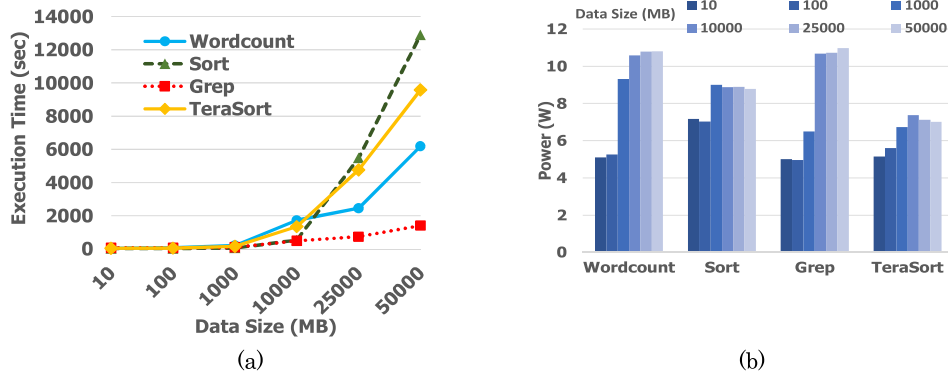 14000
12000
10000
8000
6000
4000
2000
0
Execution Time (sec)
Wordcount
Sort
Grep
TeraSort
10
100
1000
10000
25000
50000
Data Size (MB)
(a)
Data Size (MB)
10
100
1000
10000
25000
50000
12
10
8
6
4
2
0
Power (W)
Wordcount
Sort
Grep
TeraSort
(b)